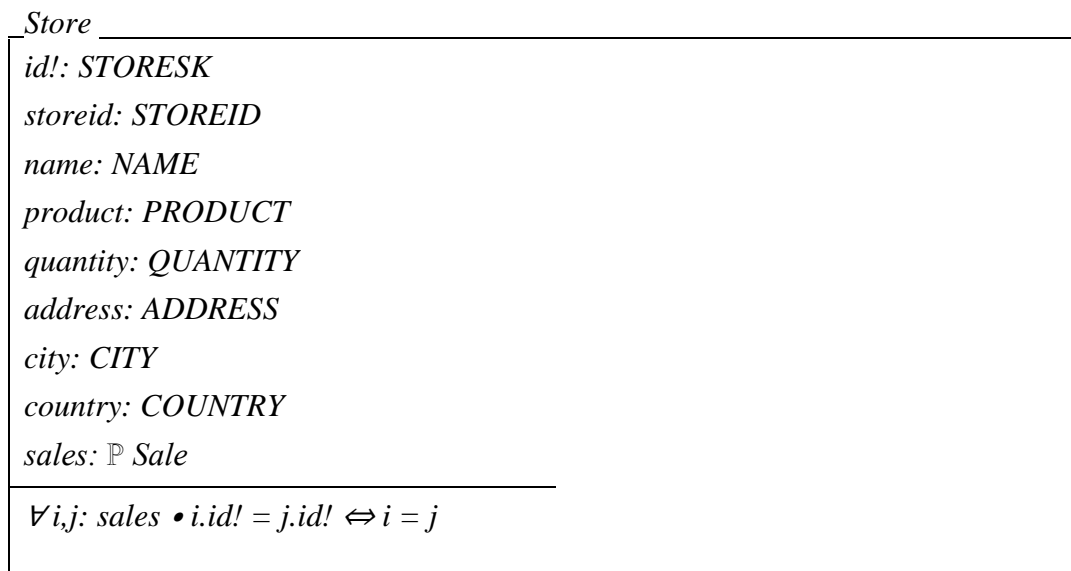 Store
id!: STORESK
storeid: STOREID
name: NAME
product: PRODUCT
quantity: QUANTITY
address: ADDRESS
city: CITY
country: COUNTRY
sales: ℙ Sale
∀ i,j: sales • i.id! = j.id! ⇔ i = j